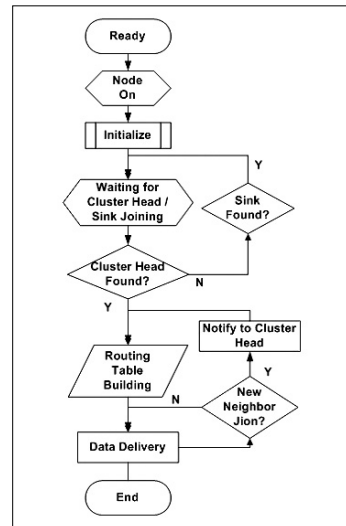 Ready
Node
On
Initialize
Y
Waiting for
Cluster Head /
Sink Joining
Sink
Found?
Cluster Head
Found?
N
Y
Notify to Cluster
Head
Routing
Table
Building
Y
N
New
Neighbor
Jion?
Data Delivery
End